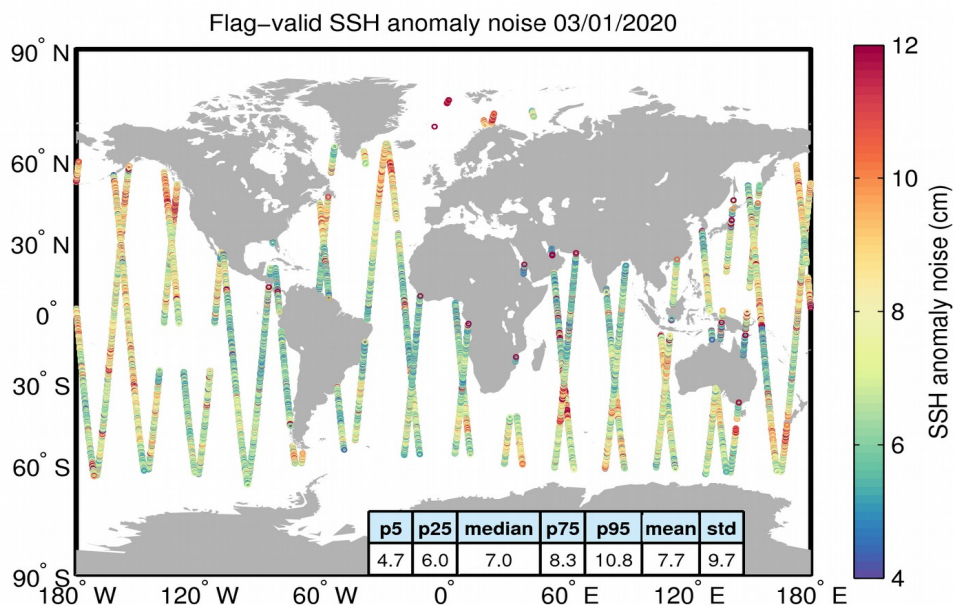 Flag−valid SSH anomaly noise 03/01/2020
90° N
60° N
30° N
0°
30° S
60° S
90° S
180° W
120° W
60° W
0°
60° E
120° E
180° E
p5 p25 median p75 p95 mean std
4.7 6.0 7.0 8.3 10.8 7.7 9.7
12
10
8
6
4
SSH anomaly noise (cm)